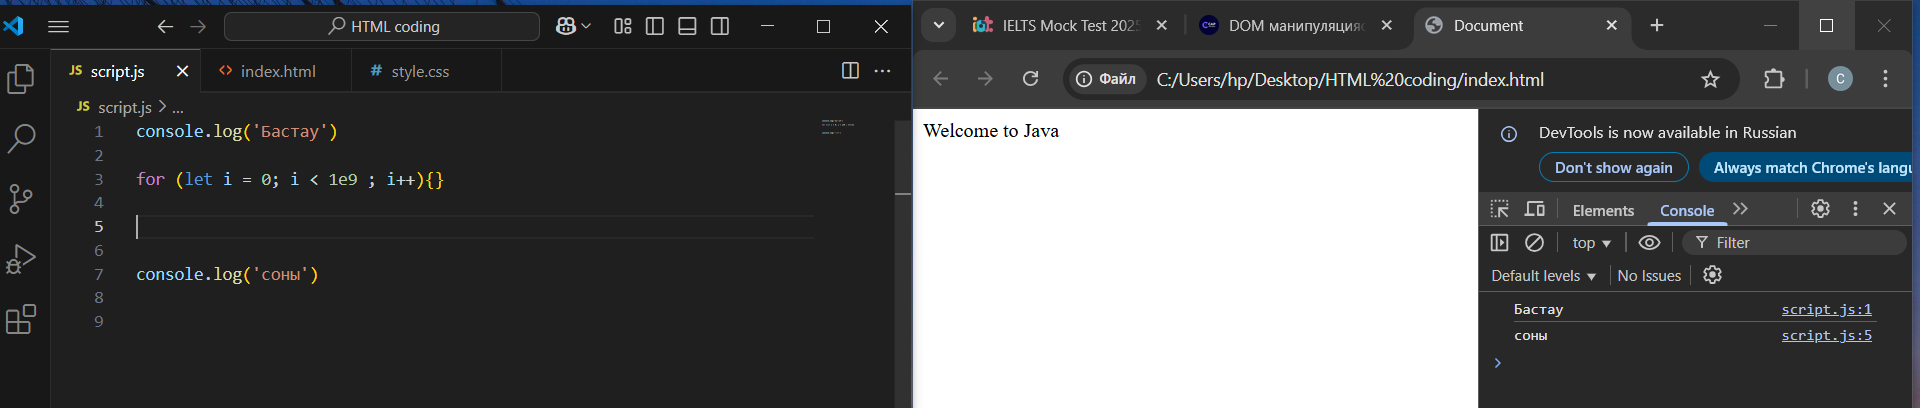 HTML coding
script.js
index.html
style.css
script.js > ...
1 console.log('Бастау')
2
3 for (let i = 0; i < 1e9 ; i++){}
4
5
6
7 console.log('соны')
8
9
IELTS Mock Test 2025
DOM манипуляция
Document
Файл
C:/Users/hp/Desktop/HTML%20coding/index.html
C
Welcome to Java
DevTools is now available in Russian
Don't show again
Always match Chrome's langu
Elements
Console
top
Filter
Default levels
No Issues
Бастау script.js:1
соны script.js:5